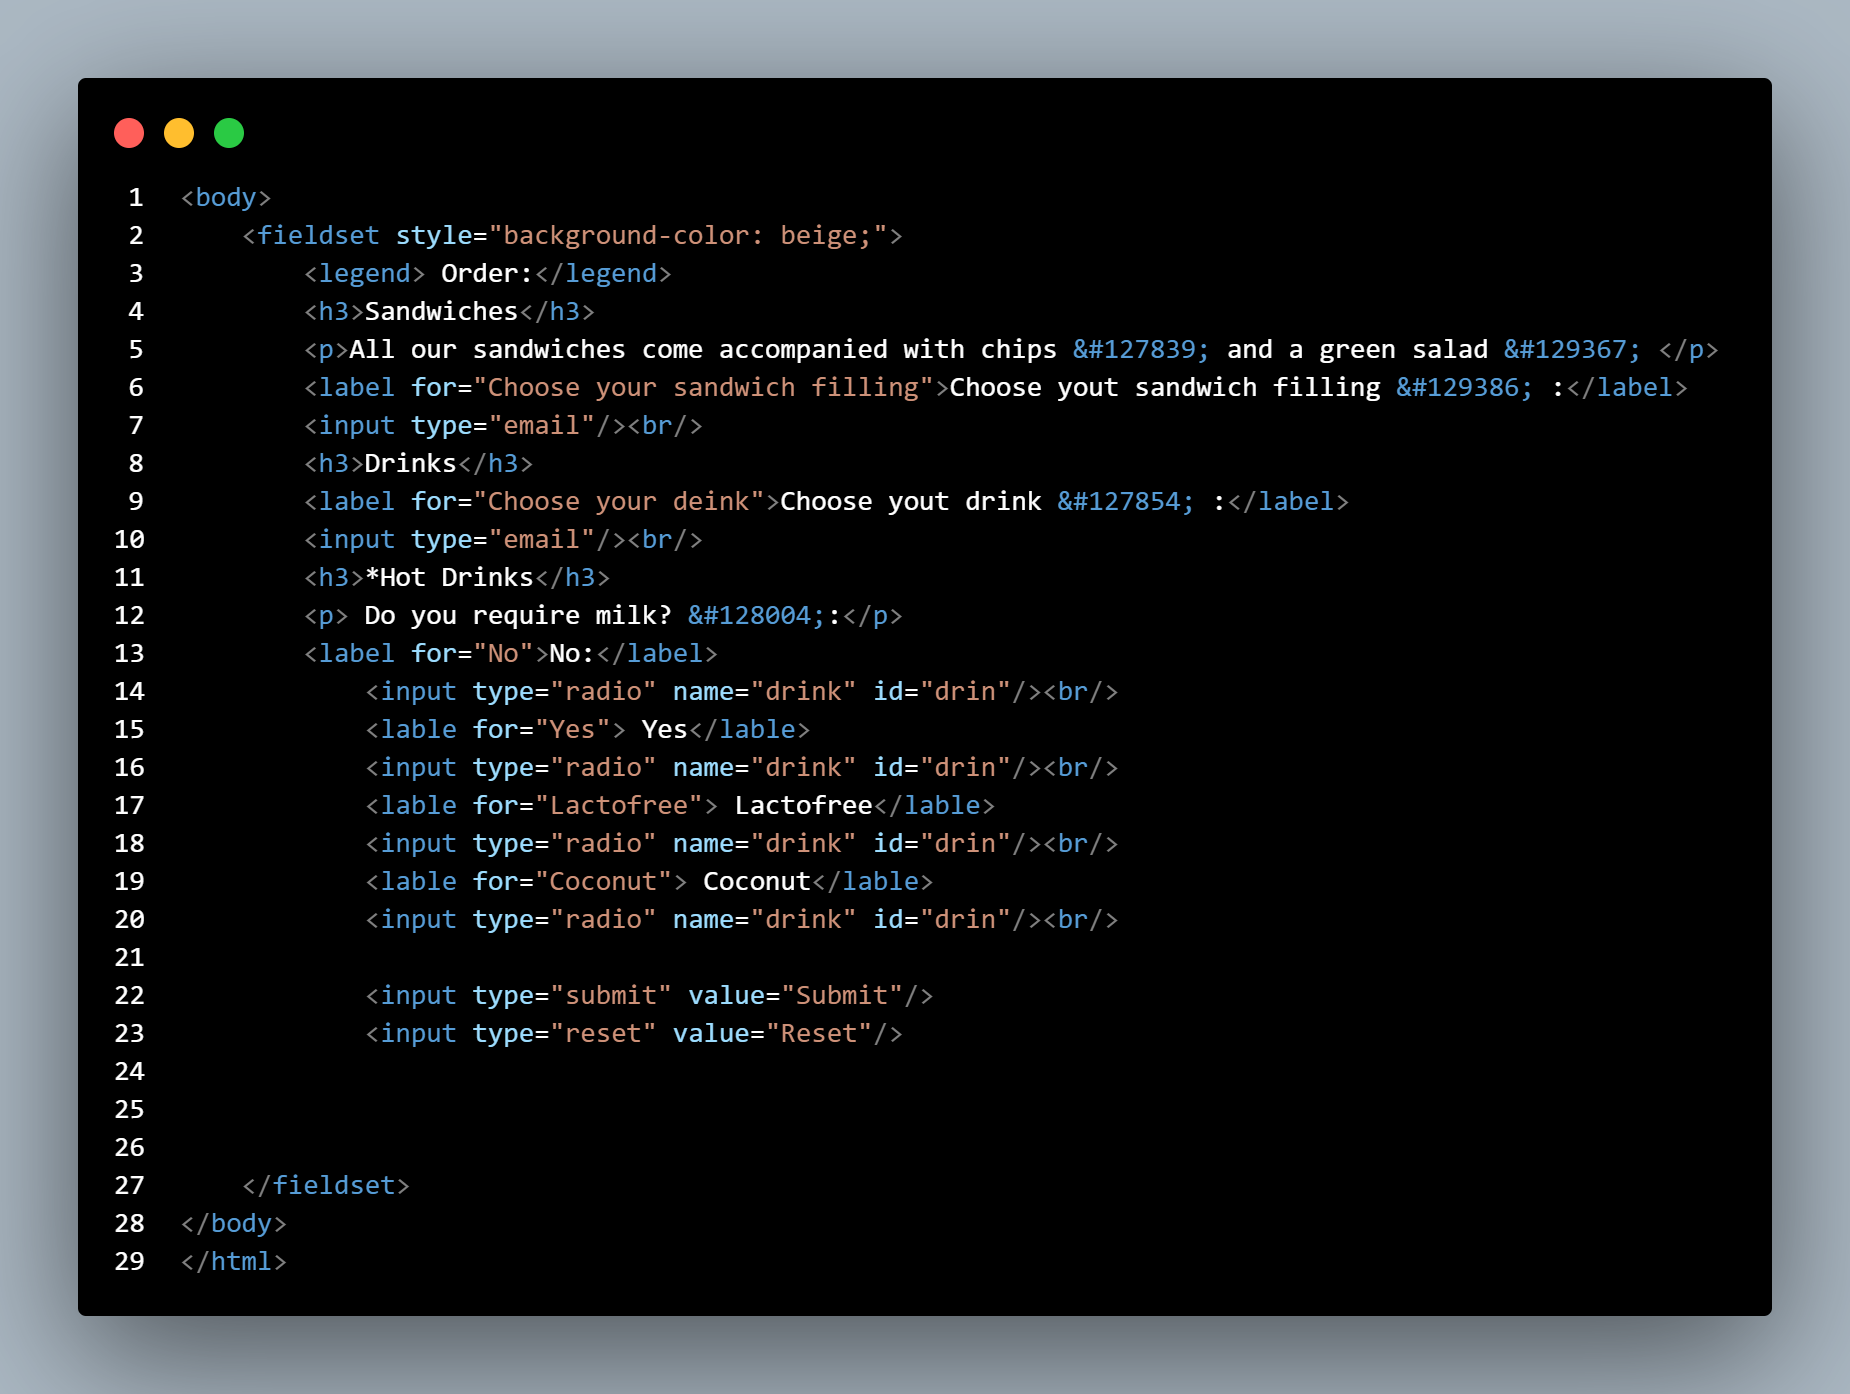 1 <body>
2     <fieldset style="background-color: beige;">
3         <legend> Order:</legend>
4         <h3>Sandwiches</h3>
5         <p>All our sandwiches come accompanied with chips &#127839; and a green salad &#129367; </p>
6         <label for="Choose your sandwich filling">Choose yout sandwich filling &#129386; :</label>
7         <input type="email"/><br/>
8         <h3>Drinks</h3>
9         <label for="Choose your deink">Choose yout drink &#127854; :</label>
10         <input type="email"/><br/>
11         <h3>*Hot Drinks</h3>
12         <p> Do you require milk? &#128004;:</p>
13         <label for="No">No:</label>
14             <input type="radio" name="drink" id="drin"/><br/>
15             <lable for="Yes"> Yes</lable>
16             <input type="radio" name="drink" id="drin"/><br/>
17             <lable for="Lactofree"> Lactofree</lable>
18             <input type="radio" name="drink" id="drin"/><br/>
19             <lable for="Coconut"> Coconut</lable>
20             <input type="radio" name="drink" id="drin"/><br/>
21
22             <input type="submit" value="Submit"/>
23             <input type="reset" value="Reset"/>
24
25
26
27     </fieldset>
28 </body>
29 </html>